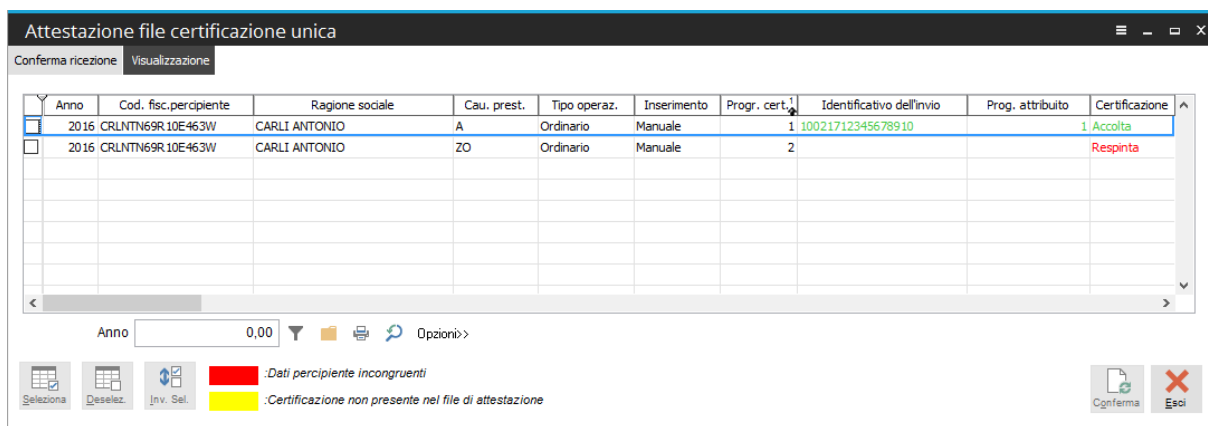 Attestazione file certificazione unica
Conferma ricezione Visualizzazione
Anno Cod. fisc.percipiente Ragione sociale Cau. prest. Tipo operaz. Inserimento Progr. cert. 1 Identificativo dell'invio Prog. attribuito Certificazione
2016 CRLNTN69R10E463W CARLI ANTONIO A Ordinario Manuale 1 10021712345678910 1 Accolta
2016 CRLNTN69R10E463W CARLI ANTONIO ZO Ordinario Manuale 2 Respinta
Anno 0,00 Opzioni>>
:Dati percipiente incongruenti
:Certificazione non presente nel file di attestazione
Seleziona Deselez. Inv. Sel. Conferma Esci